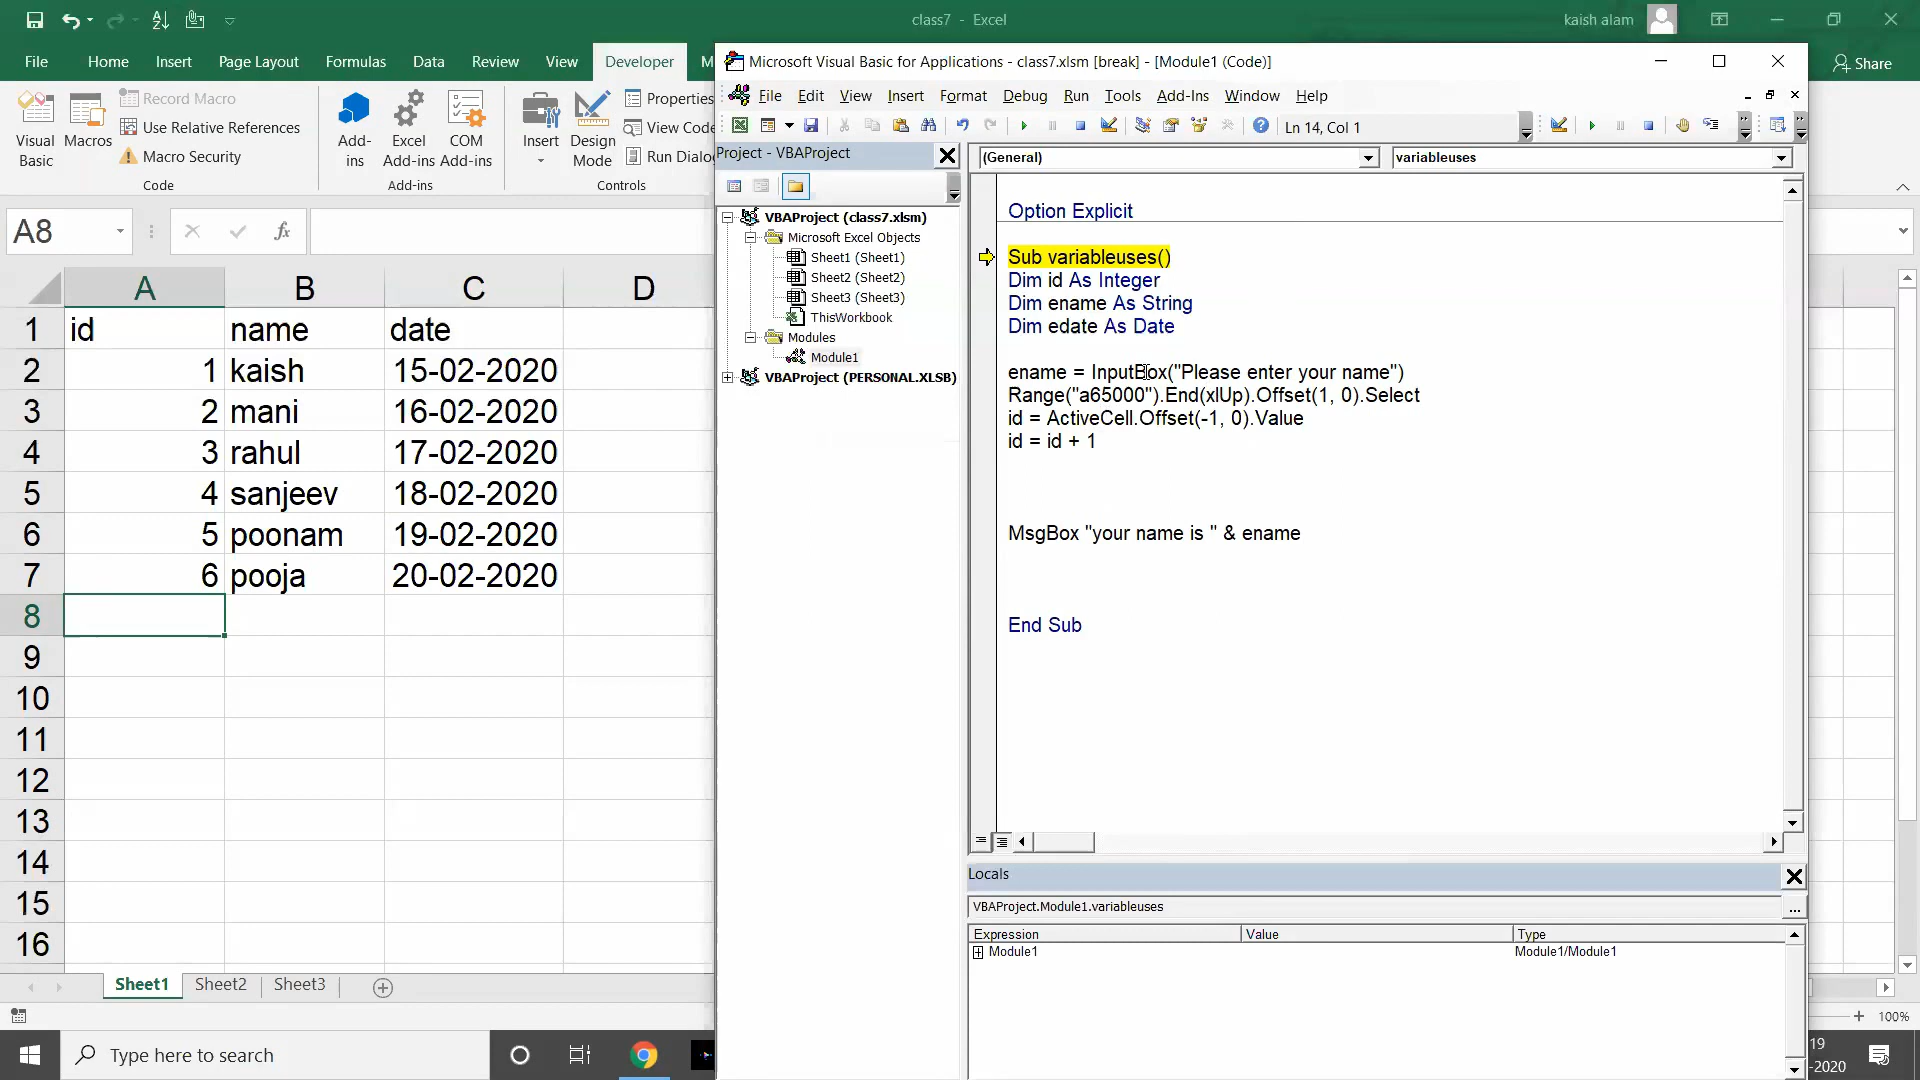 class7 - Excel
kaish alam
File Home Insert Page Layout Formulas Data Review View Developer M
Share
Visual Basic
Macros
Record Macro
Use Relative References
Macro Security
Code
Add-ins
Excel Add-ins
COM Add-ins
Add-ins
Insert
Design Mode
Properties
View Code
Run Dialo
Controls
A8
fx
A B C D
1 id name date
2 1 kaish 15-02-2020
3 2 mani 16-02-2020
4 3 rahul 17-02-2020
5 4 sanjeev 18-02-2020
6 5 poonam 19-02-2020
7 6 pooja 20-02-2020
8
9
10
11
12
13
14
15
16
Sheet1 Sheet2 Sheet3
100%
Type here to search
19
-2020
Microsoft Visual Basic for Applications - class7.xlsm [break] - [Module1 (Code)]
File Edit View Insert Format Debug Run Tools Add-Ins Window Help
Ln 14, Col 1
Project - VBAProject
VBAProject (class7.xlsm)
Microsoft Excel Objects
Sheet1 (Sheet1)
Sheet2 (Sheet2)
Sheet3 (Sheet3)
ThisWorkbook
Modules
Module1
VBAProject (PERSONAL.XLSB)
(General)
variableuses
Option Explicit
Sub variableuses()
Dim id As Integer
Dim ename As String
Dim edate As Date
ename = InputBox("Please enter your name")
Range("a65000").End(xlUp).Offset(1, 0).Select
id = ActiveCell.Offset(-1, 0).Value
id = id + 1
MsgBox "your name is " & ename
End Sub
Locals
VBAProject.Module1.variableuses
...
Expression Value Type
Module1 Module1/Module1